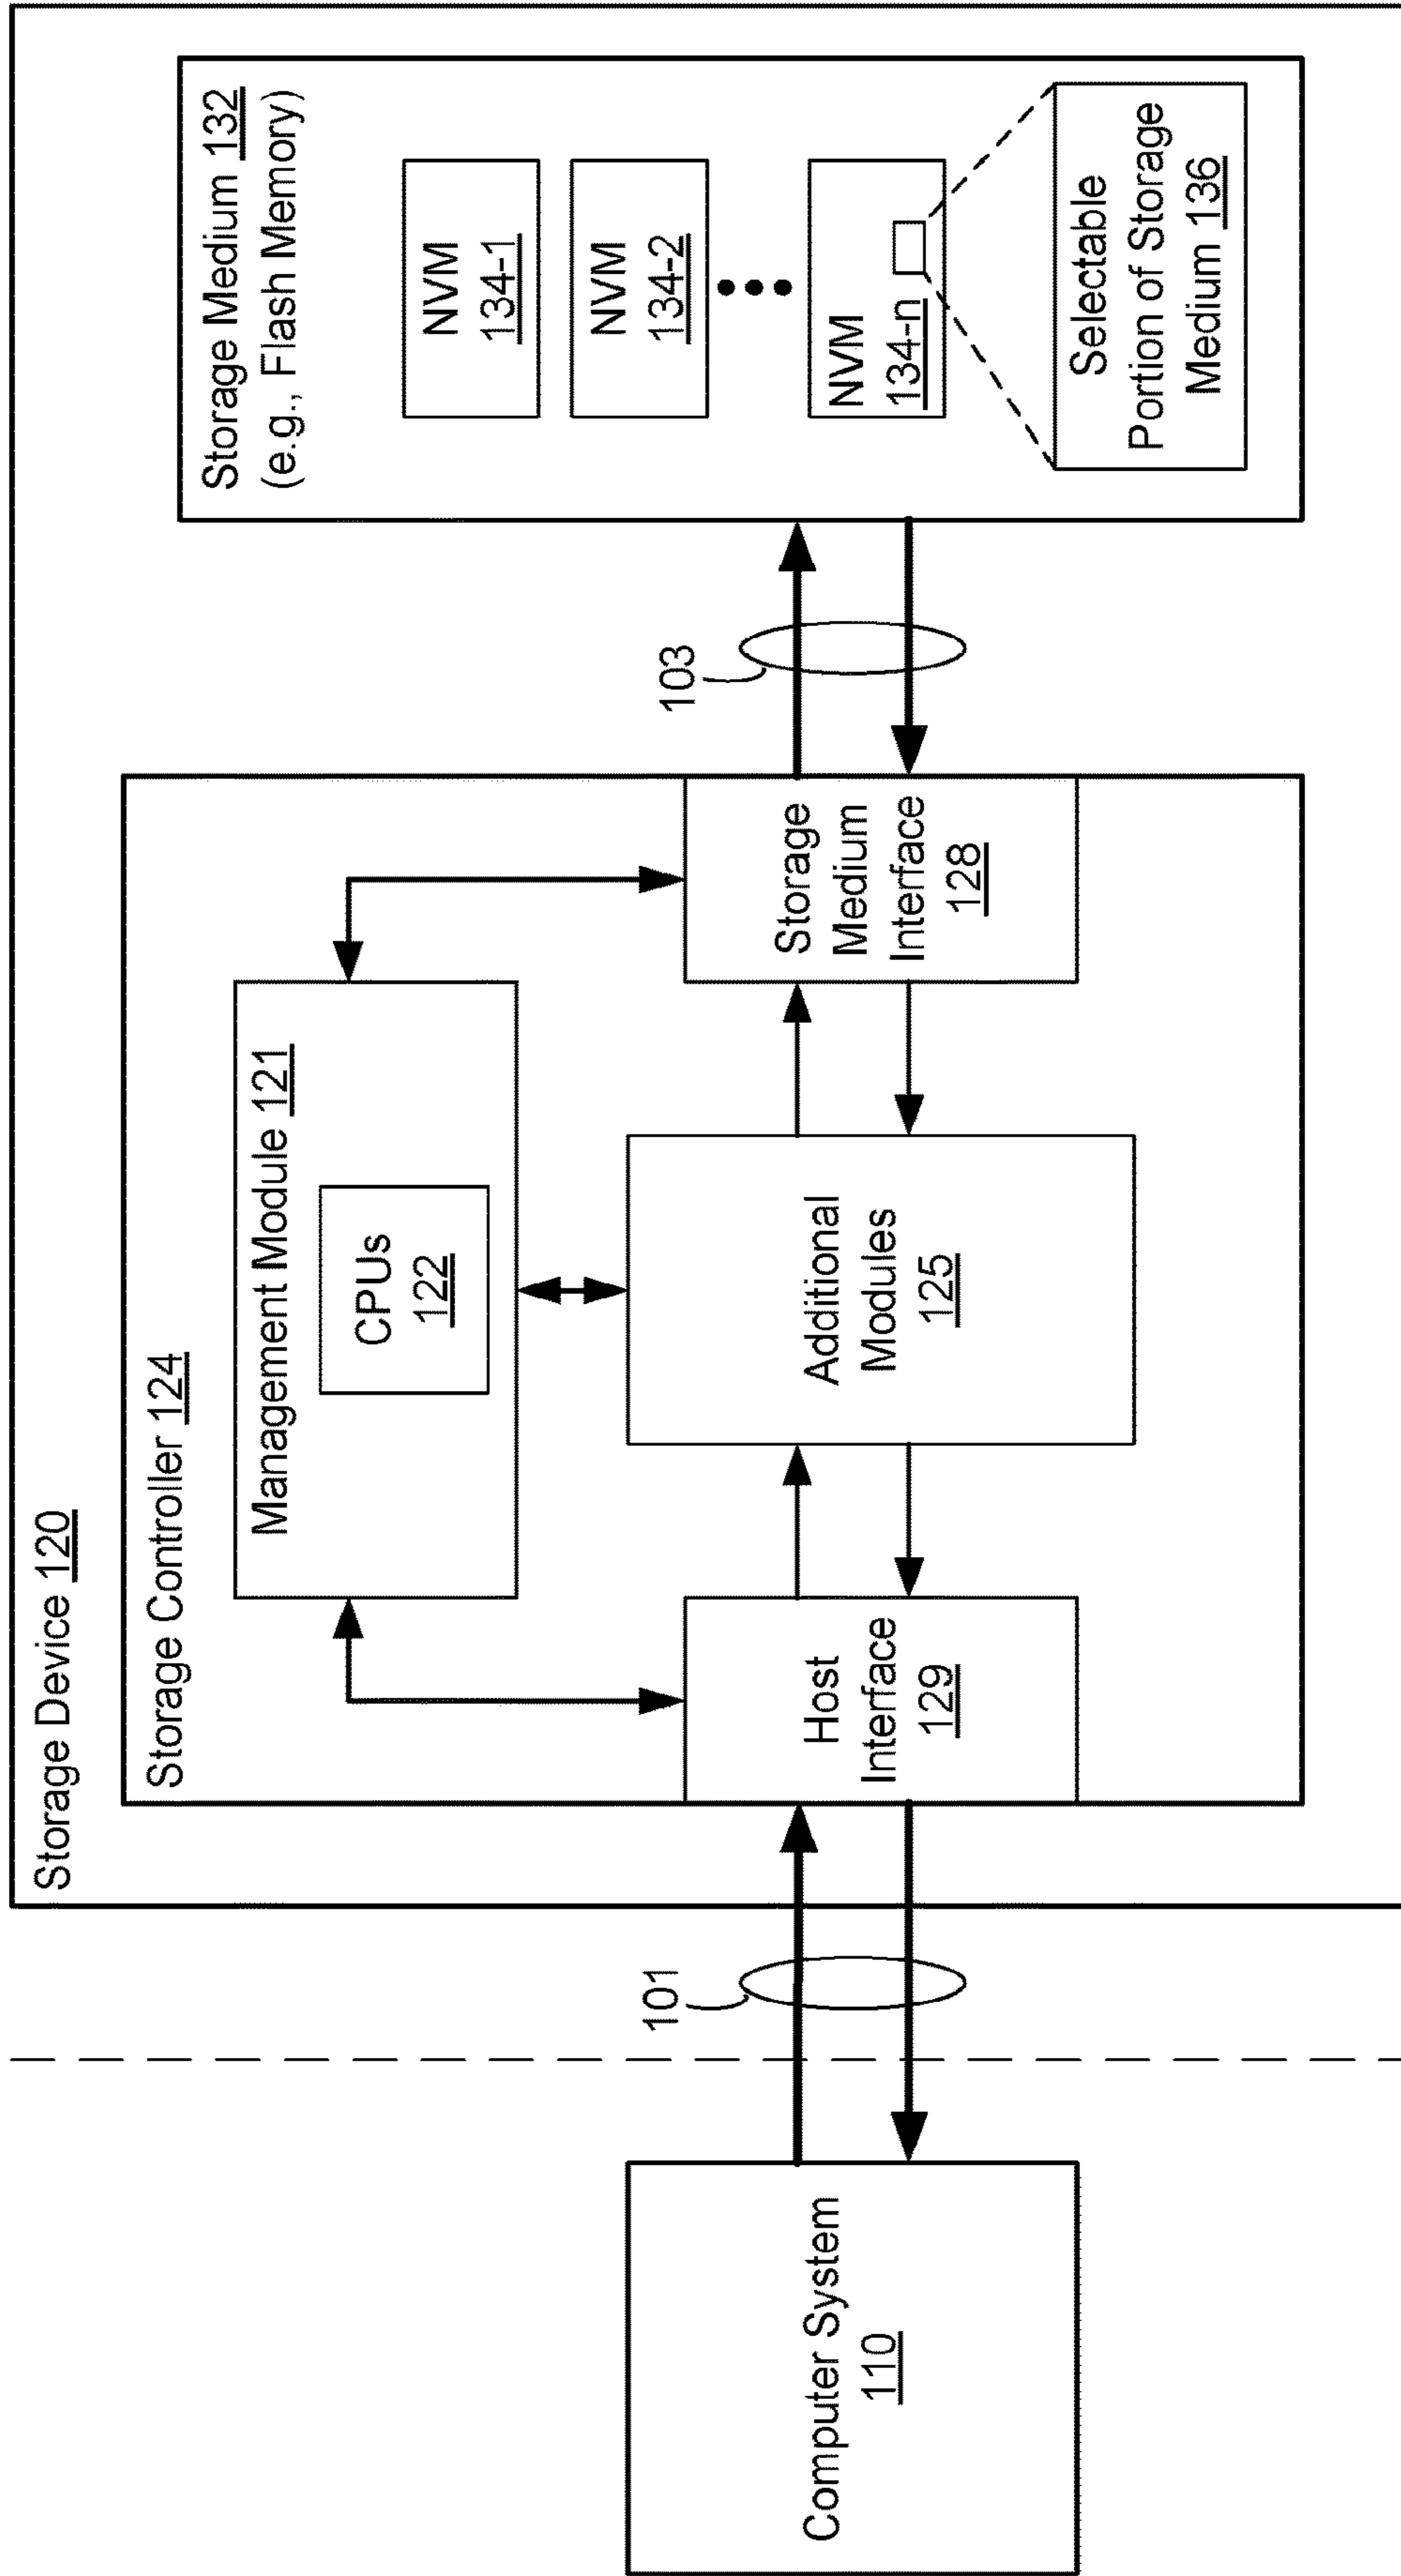 Storage Device 120
Storage Controller 124
Management Module 121
CPUs
122
Computer System
110
101
Host
Interface
129
Additional
Modules
125
Storage
Medium
Interface
128
103
Storage Medium 132
(e.g., Flash Memory)
NVM
134-1
NVM
134-2
NVM
134-n
Selectable
Portion of Storage
Medium 136